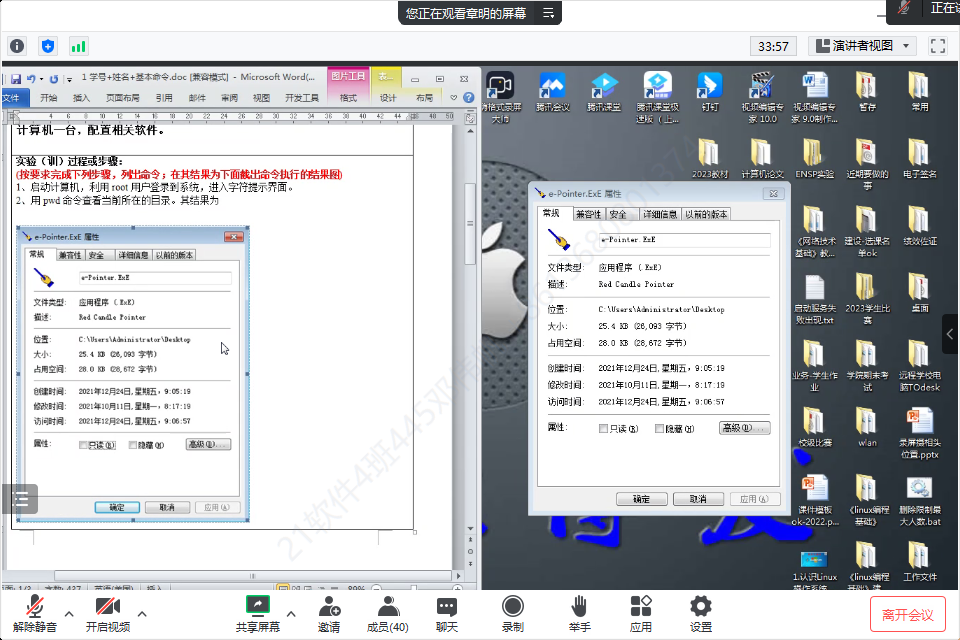 您正在观看章明的屏幕
正在讲
33:57
演讲者视图
1 学号+姓名+基本命令.doc [兼容模式] - Microsoft Word(...
图片工具
表...
文件 开始 插入 页面布局 引用 邮件 审阅 视图 开发工具 格式 设计 布局
计算机一台，配置相关软件。
实验（训）过程或步骤：
(按要求完成下列步骤，列出命令；在其结果为下面截出命令执行的结果图)
1、启动计算机，利用 root 用户登录到系统，进入字符提示界面。
2、用 pwd 命令查看当前所在的目录。其结果为
e-Pointer.ExE 属性
常规 兼容性 安全 详细信息 以前的版本
e-Pointer.ExE
文件类型: 应用程序 (.ExE)
描述: Red Candle Pointer
位置: C:\Users\Administrator\Desktop
大小: 25.4 KB (26,093 字节)
占用空间: 28.0 KB (28,672 字节)
创建时间: 2021年12月24日,星期五，9:05:19
修改时间: 2021年10月11日,星期一，8:17:19
访问时间: 2021年12月24日,星期五，9:06:57
属性: 只读(R) 隐藏(H) 高级(D)...
确定 取消 应用(A)
e-Pointer.ExE 属性
常规 兼容性 安全 详细信息 以前的版本
e-Pointer.ExE
文件类型: 应用程序 (.ExE)
描述: Red Candle Pointer
位置: C:\Users\Administrator\Desktop
大小: 25.4 KB (26,093 字节)
占用空间: 28.0 KB (28,672 字节)
创建时间: 2021年12月24日,星期五，9:05:19
修改时间: 2021年10月11日,星期一，8:17:19
访问时间: 2021年12月24日,星期五，9:06:57
属性: 只读(R) 隐藏(H) 高级(D)...
确定 取消 应用(A)
腾讯会议
腾讯课堂
腾讯课堂极速版（上...
钉钉
视频编辑专家 10.0
视频编辑专家 9.0制作...
暂存
常用
2023教材
计算机论文
ENSP实验
近期要做的事
电子签名
《网络技术基础》教...
建设-选课名单ok
绩效佐证
启动服务失败出现.txt
2023学生比赛
桌面
业务-学生作业
学院期末考试
远程学校电脑TOdesk
校级比赛
wlan
录屏摄相头位置.pptx
课件模板ok-2022.p...
《linux编程基础》
删除限制最大人数.bat
1.认识Linux操作系统
《linux编程基础》建
工作文件
解除静音
开启视频
共享屏幕
邀请
成员(40)
聊天
录制
举手
应用
设置
离开会议